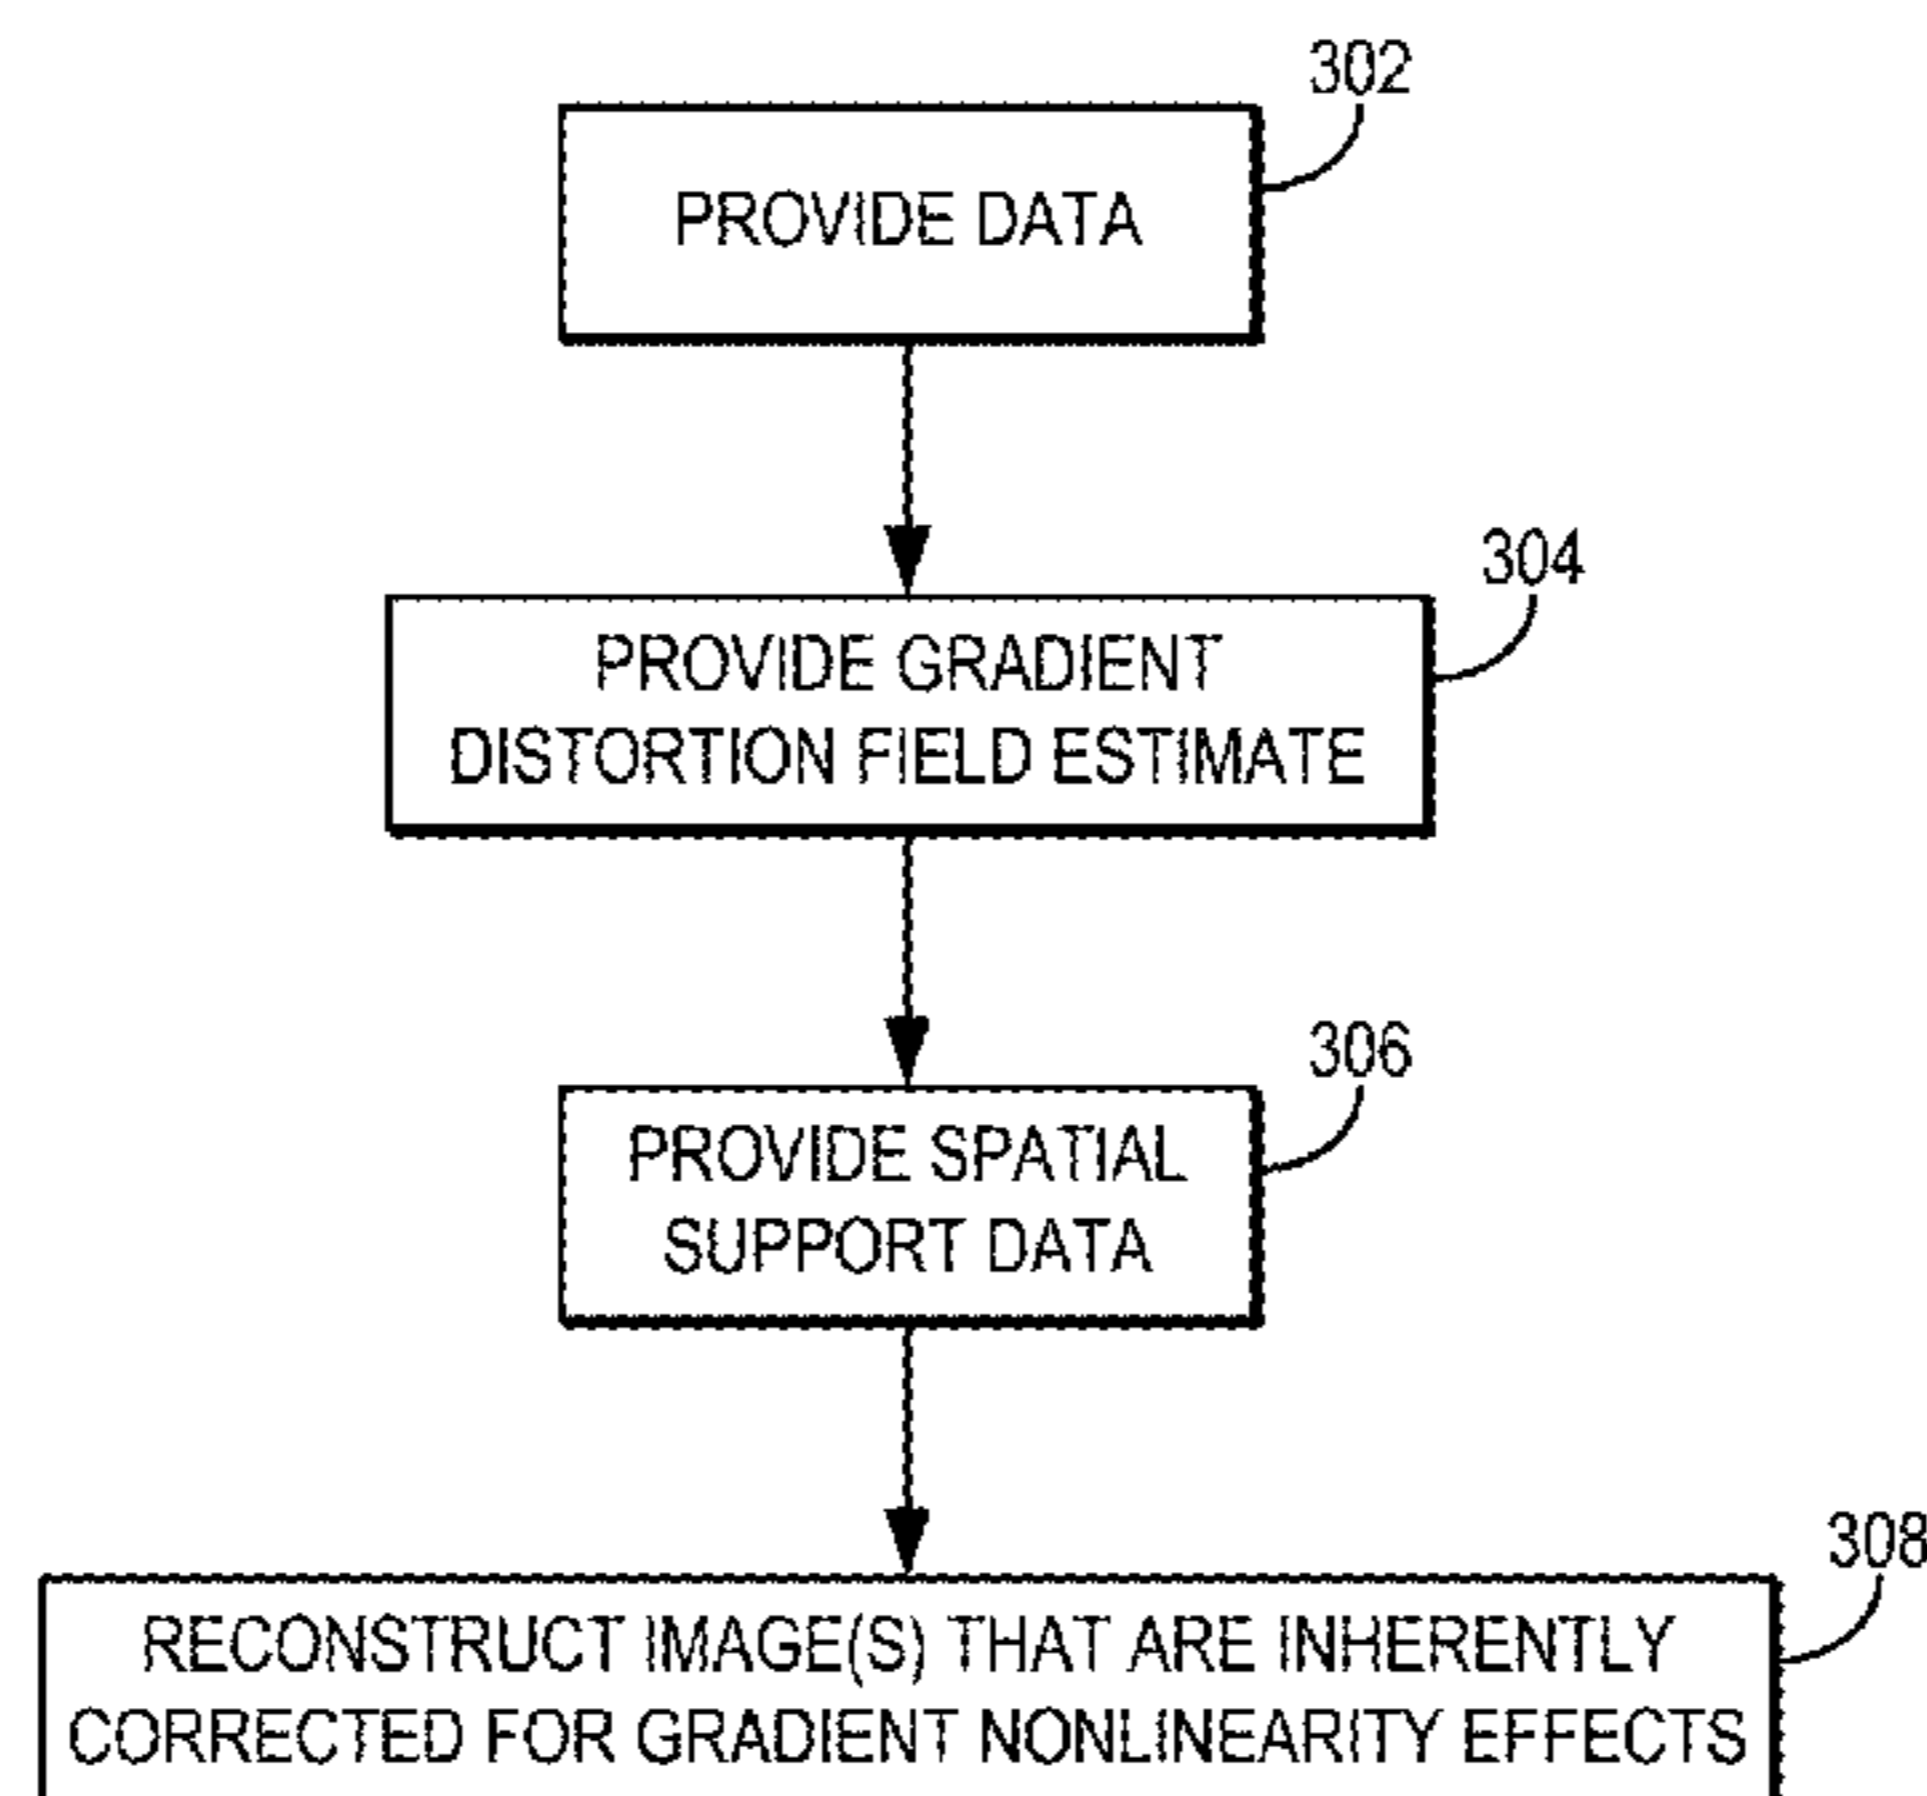 302
PROVIDE DATA
304
PROVIDE GRADIENT
DISTORTION FIELD ESTIMATE
306
PROVIDE SPATIAL
SUPPORT DATA
308
RECONSTRUCT IMAGE(S) THAT ARE INHERENTLY
CORRECTED FOR GRADIENT NONLINEARITY EFFECTS